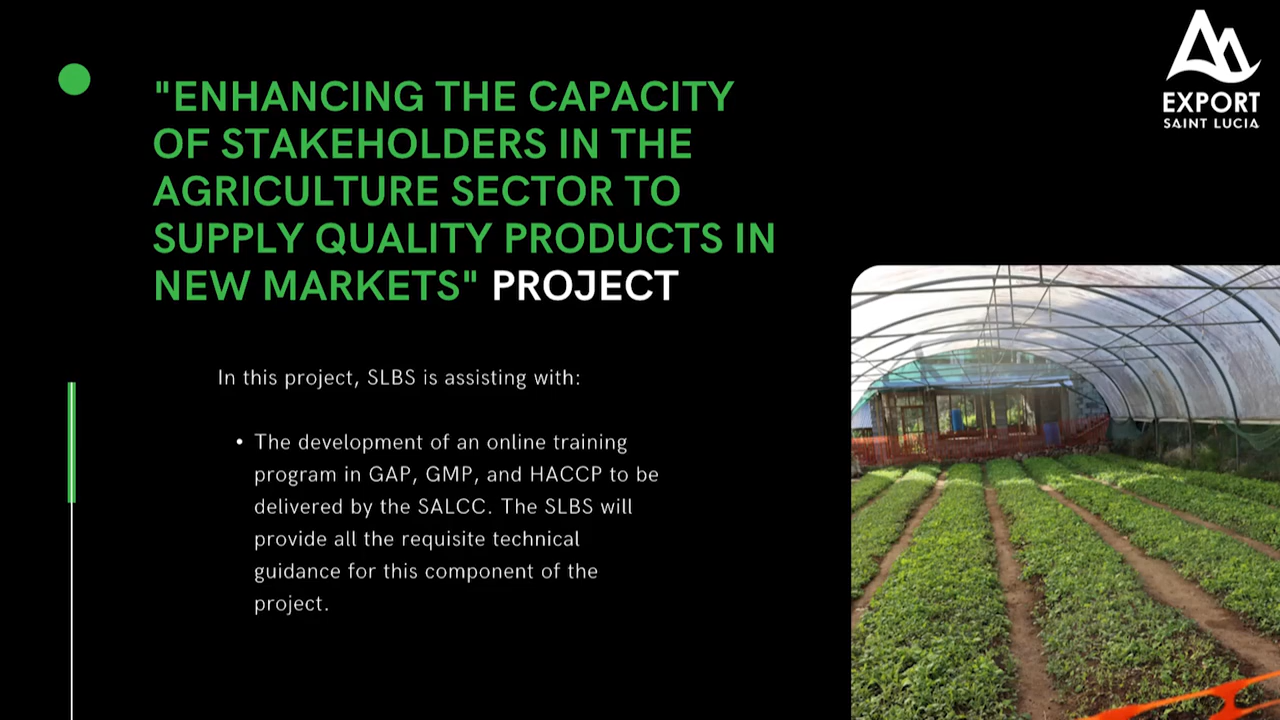 "ENHANCING THE CAPACITY
OF STAKEHOLDERS IN THE
AGRICULTURE SECTOR TO
SUPPLY QUALITY PRODUCTS IN
NEW MARKETS" PROJECT
EXPORT
SAINT LUCIA
In this project, SLBS is assisting with:
• The development of an online training
program in GAP, GMP, and HACCP to be
delivered by the SALCC. The SLBS will
provide all the requisite technical
guidance for this component of the
project.